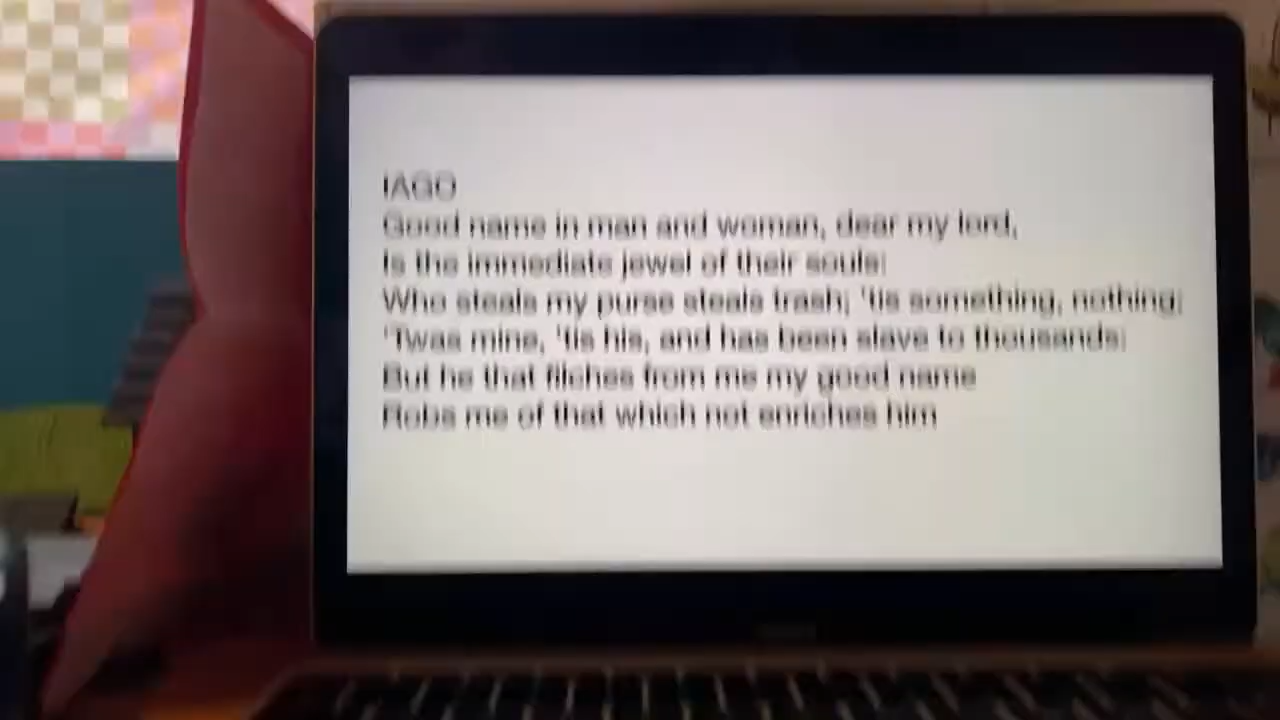 IAGO
Good name in man and woman, dear my lord,
Is the immediate jewel of their souls:
Who steals my purse steals trash; 'tis something, nothing;
'Twas mine, 'tis his, and has been slave to thousands:
But he that filches from me my good name
Robs me of that which not enriches him